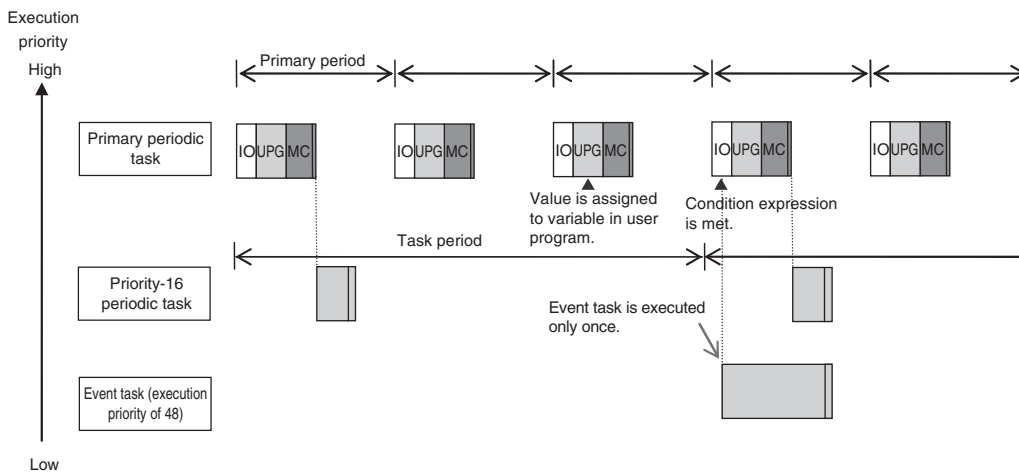 Execution
priority
High
Primary period
Primary periodic
task
IO UPG MC
IO UPG MC
IO UPG MC
IO UPG MC
IO UPG MC
Value is assigned
to variable in user
program.
Condition expression
is met.
Task period
Priority-16
periodic task
Event task is executed
only once.
Event task (execution
priority of 48)
Low